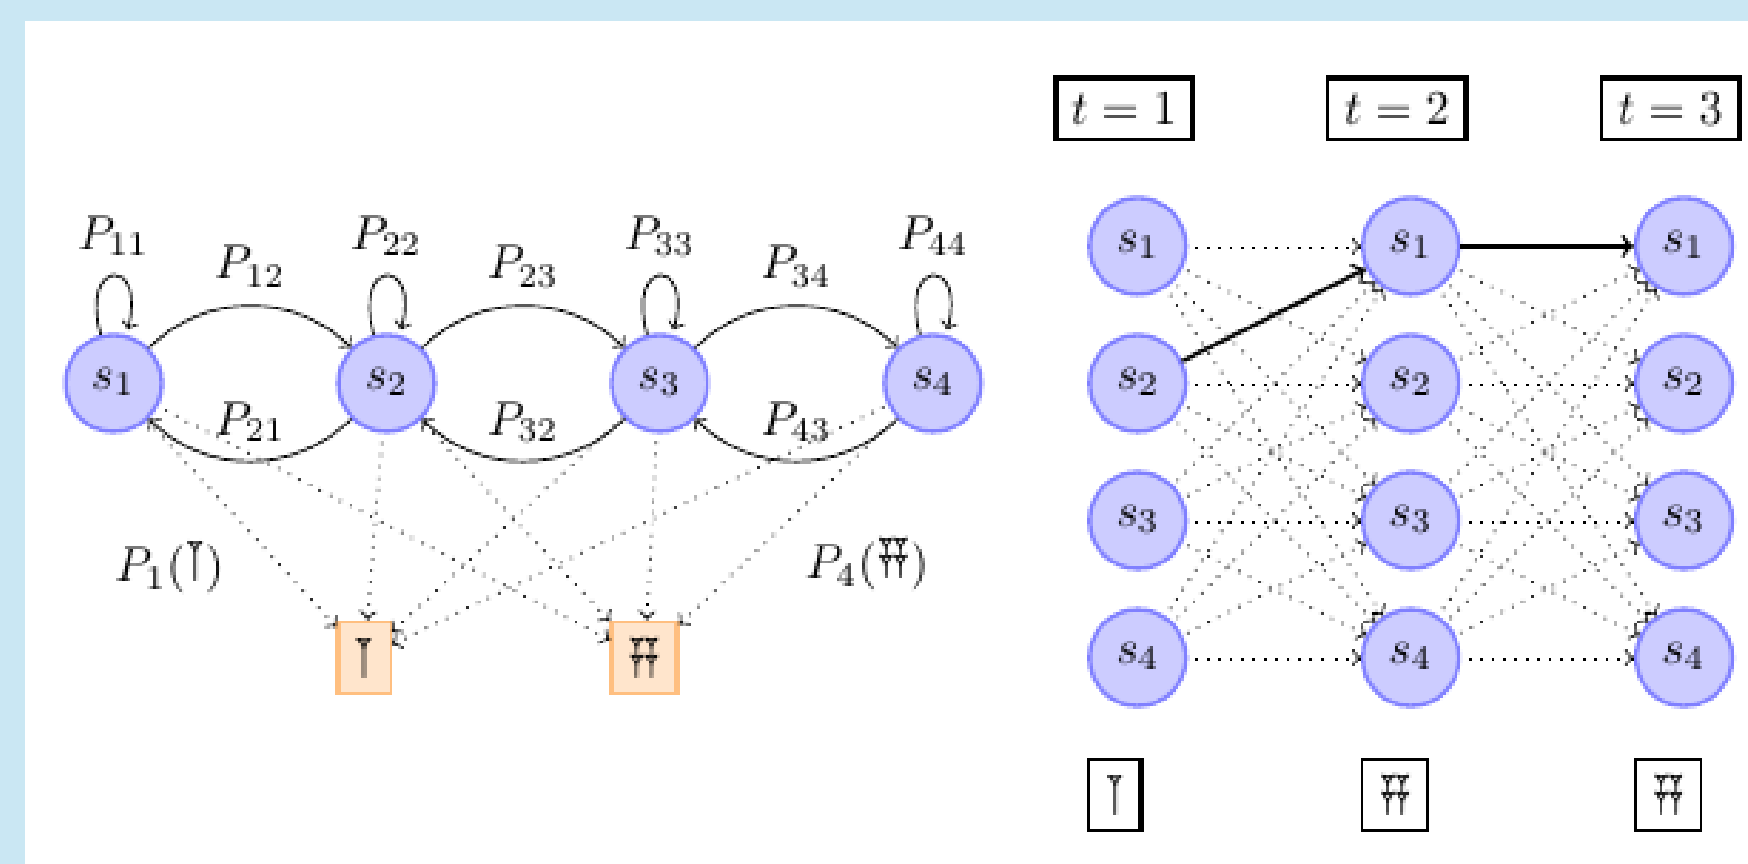 t = 1
t = 2
t = 3
P₁₁
P₁₂
P₂₂
P₂₃
P₃₃
P₃₄
P₄₄
s₁
s₂
s₃
s₄
P₂₁
P₃₂
P₄₃
P₁(𒁹)
P₄(𒐉)
𒁹
𒐉
s₁
s₁
s₁
s₂
s₂
s₂
s₃
s₃
s₃
s₄
s₄
s₄
𒁹
𒐉
𒐉